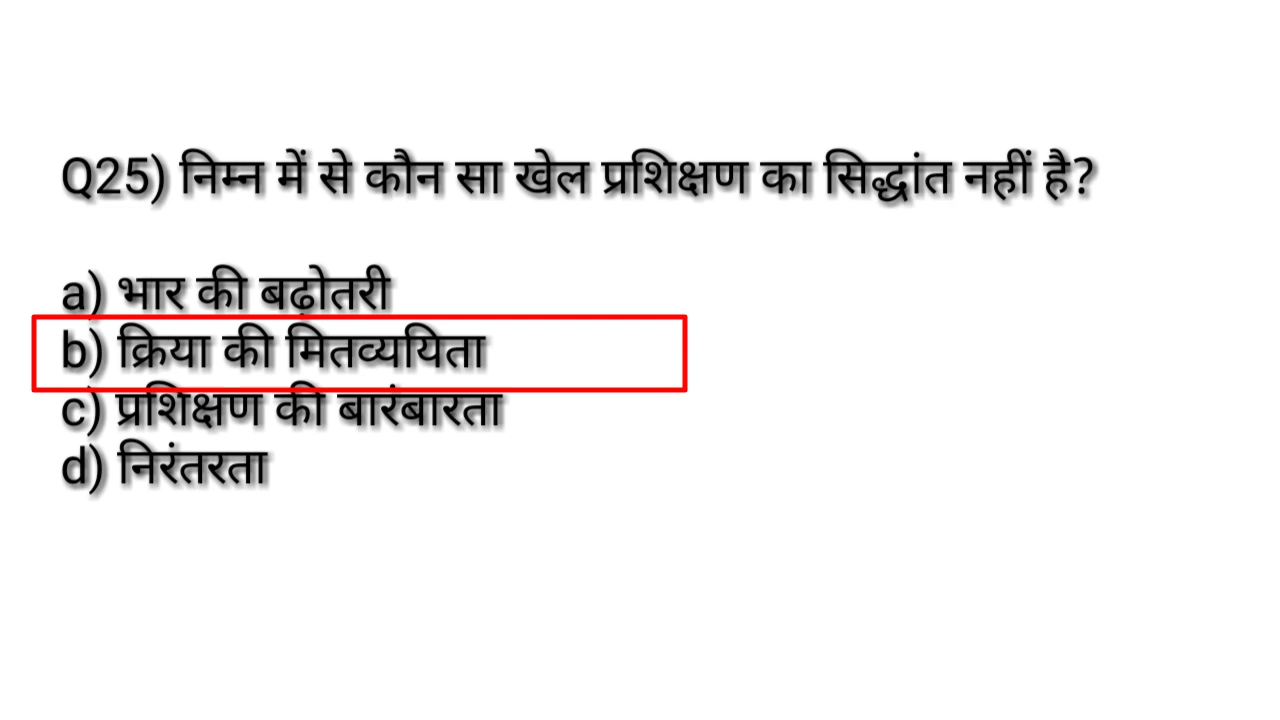 Q25) निम्न में से कौन सा खेल प्रशिक्षण का सिद्धांत नहीं है?
a) भार की बढ़ोतरी
b) क्रिया की मितव्ययिता
c) प्रशिक्षण की बारंबारता
d) निरंतरता